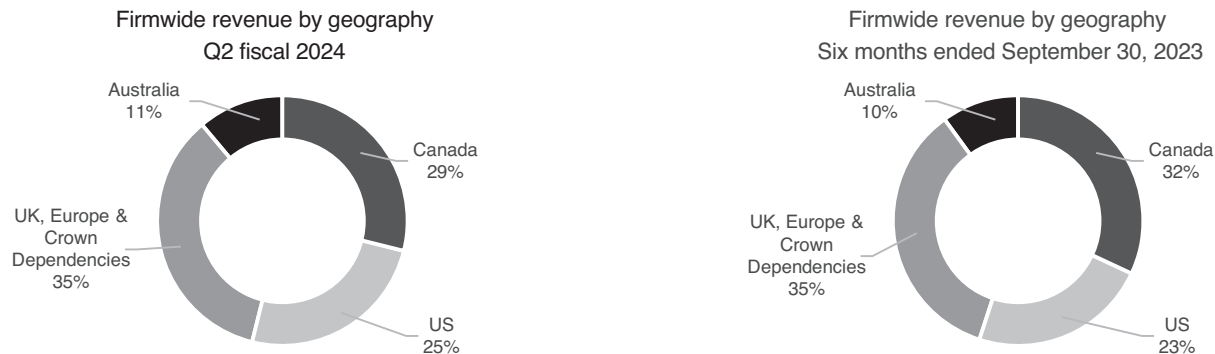 Firmwide revenue by geography
Q2 fiscal 2024
Australia
11%
Canada
29%
UK, Europe &
Crown
Dependencies
35%
US
25%
Firmwide revenue by geography
Six months ended September 30, 2023
Australia
10%
Canada
32%
UK, Europe &
Crown
Dependencies
35%
US
23%